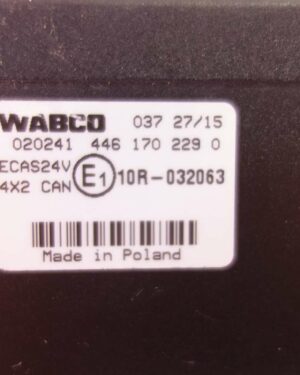 WABCO 037 27/15
020241 446 170 229 0
ECAS24V
4X2 CAN E1 10R-032063
Made in Poland